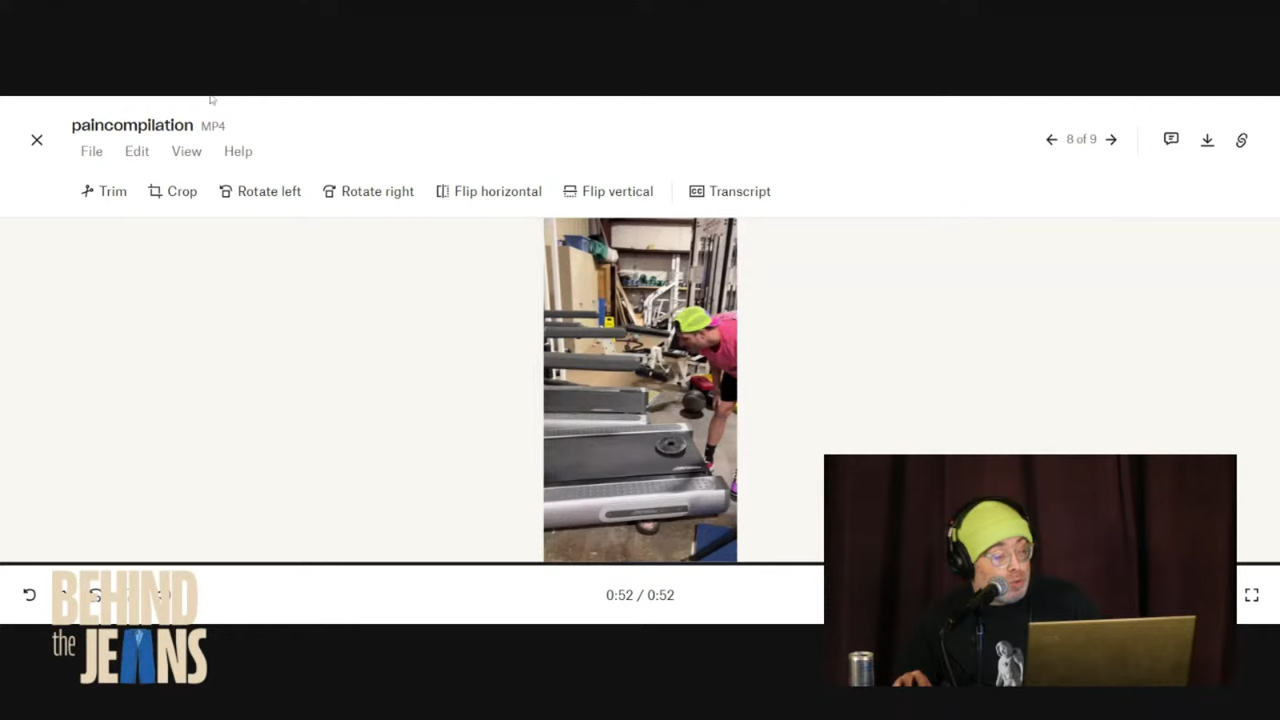 paincompilation MP4
File Edit View Help
8 of 9
Trim Crop Rotate left Rotate right Flip horizontal Flip vertical CC Transcript
0:52 / 0:52
BEHIND
the JEANS